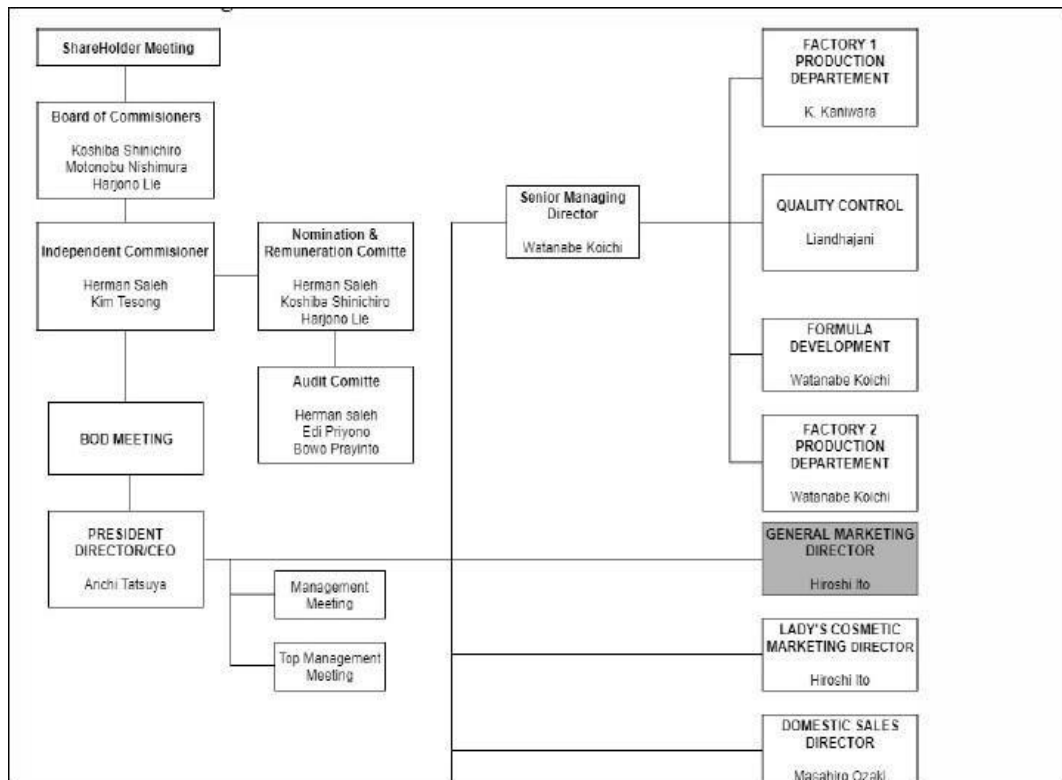 ShareHolder Meeting
Board of Commisioners
Koshiba Shinichiro
Motonobu Nishimura
Harjono Lie
Independent Commisioner
Herman Saleh
Kim Tesong
Nomination &
Remuneration Comitte
Herman Saleh
Koshiba Shinichiro
Harjono Lie
Audit Comitte
Herman saleh
Edi Priyono
Bowo Prayinto
BOD MEETING
PRESIDENT
DIRECTOR/CEO
Tatsuya
Management
Meeting
Top Management
Meeting
Senior Managing
Director
Watanabe Koichi
FACTORY 1
PRODUCTION
DEPARTEMENT
K. Kaniwara
QUALITY CONTROL
Liandhajani
FORMULA
DEVELOPMENT
Watanabe Koichi
FACTORY 2
PRODUCTION
DEPARTEMENT
Watanabe Koichi
GENERAL MARKETING
DIRECTOR
Hiroshi Ito
LADY'S COSMETIC
MARKETING DIRECTOR
Hiroshi Ito
DOMESTIC SALES
DIRECTOR
Masahiro Ozaki